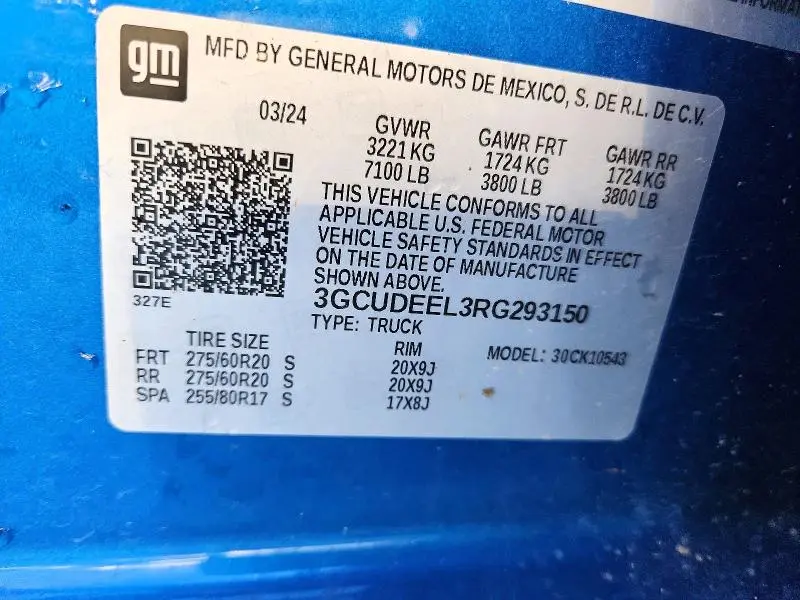 gm
MFD BY GENERAL MOTORS DE MEXICO, S. DE R.L. DE C.V.
03/24
GVWR GAWR FRT GAWR RR
3221 KG 1724 KG 1724 KG
7100 LB 3800 LB 3800 LB
THIS VEHICLE CONFORMS TO ALL
APPLICABLE U.S. FEDERAL MOTOR
VEHICLE SAFETY STANDARDS IN EFFECT
ON THE DATE OF MANUFACTURE
SHOWN ABOVE.
327E
3GCUDEEL3RG293150
TYPE: TRUCK
TIRE SIZE RIM MODEL: 30CK10543
FRT 275/60R20 S 20X9J
RR 275/60R20 S 20X9J
SPA 255/80R17 S 17X8J